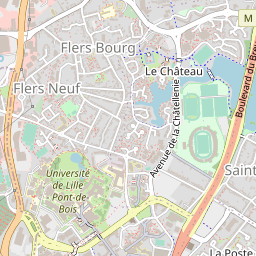 M
Flers Bourg
Le Château
Flers Neuf
Boulevard du Bre
Avenue de la Châtellenie
Université
de Lille
Pont-de
Bois
Saint
La Poste